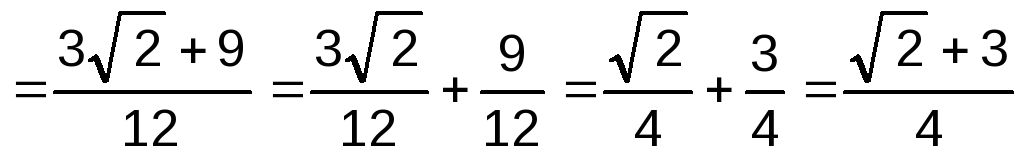 = (3√2 + 9)/12 = 3√2/12 + 9/12 = √2/4 + 3/4 = (√2 + 3)/4